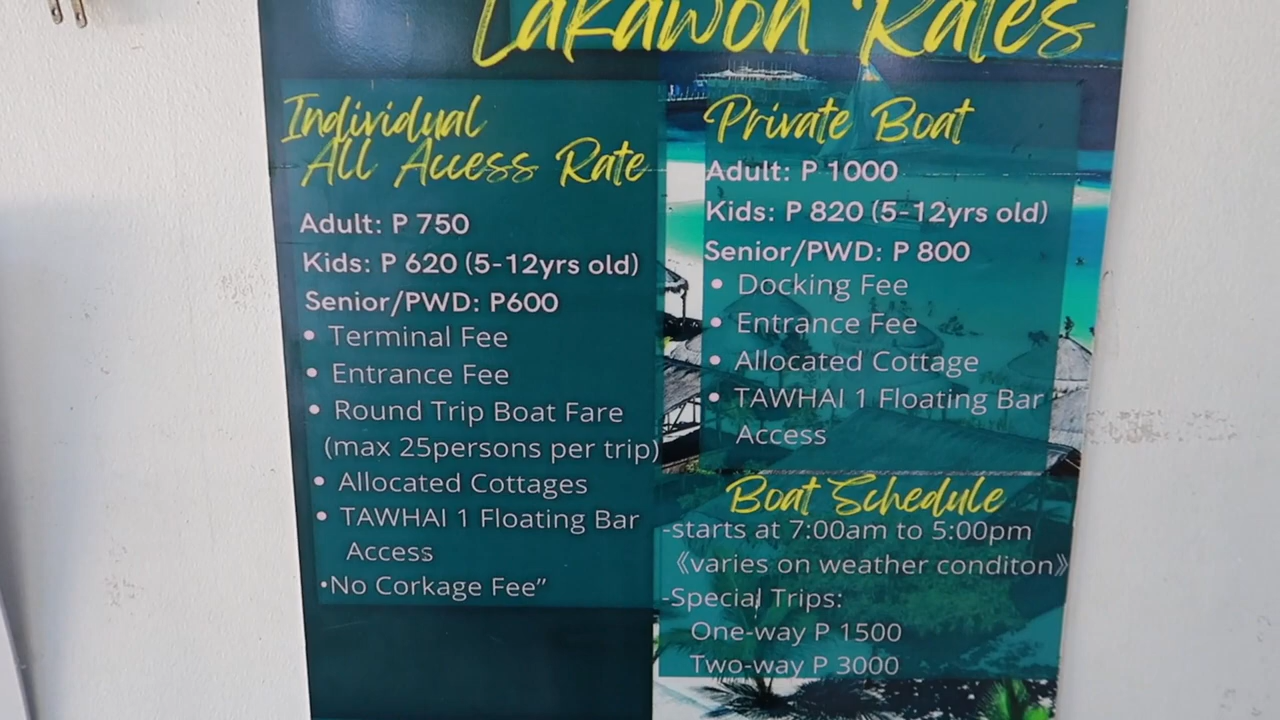 Lakawon Rates
Individual
All Access Rate
Adult: P 750
Kids: P 620 (5-12yrs old)
Senior/PWD: P600
• Terminal Fee
• Entrance Fee
• Round Trip Boat Fare
(max 25persons per trip)
• Allocated Cottages
• TAWHAI 1 Floating Bar
Access
•No Corkage Fee”
Private Boat
Adult: P 1000
Kids: P 820 (5-12yrs old)
Senior/PWD: P 800
• Docking Fee
• Entrance Fee
• Allocated Cottage
• TAWHAI 1 Floating Bar
Access
Boat Schedule
-starts at 7:00am to 5:00pm
《varies on weather conditon》
-Special Trips:
One-way P 1500
Two-way P 3000